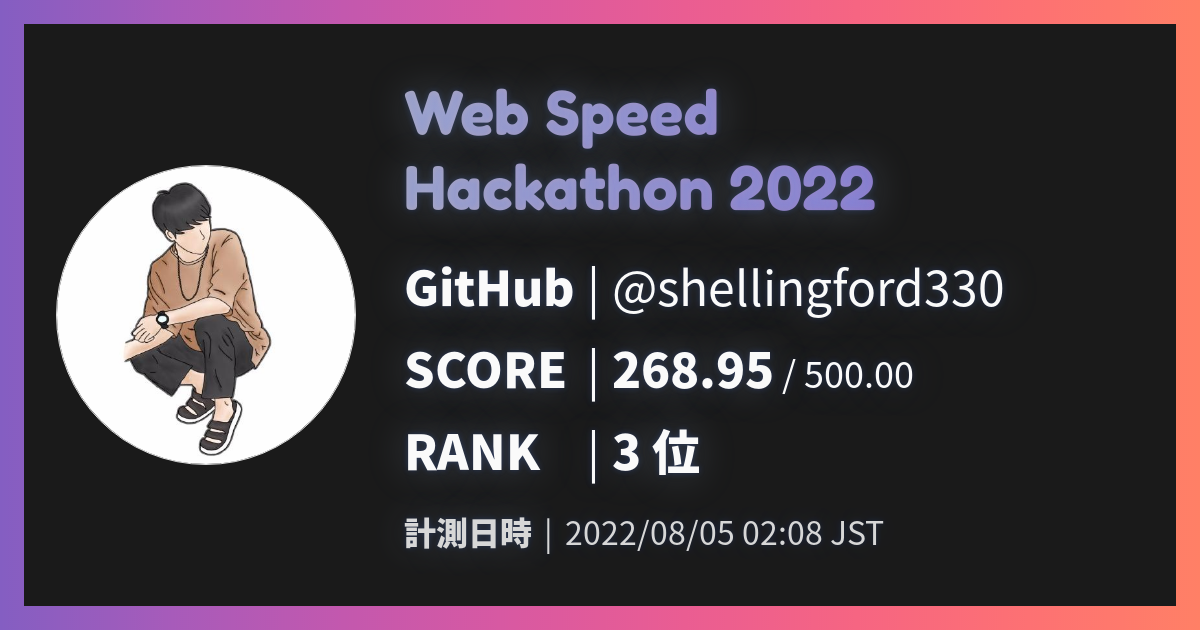 Web Speed
Hackathon 2022
GitHub | @shellingford330
SCORE | 268.95 / 500.00
RANK | 3 位
計測日時 | 2022/08/05 02:08 JST